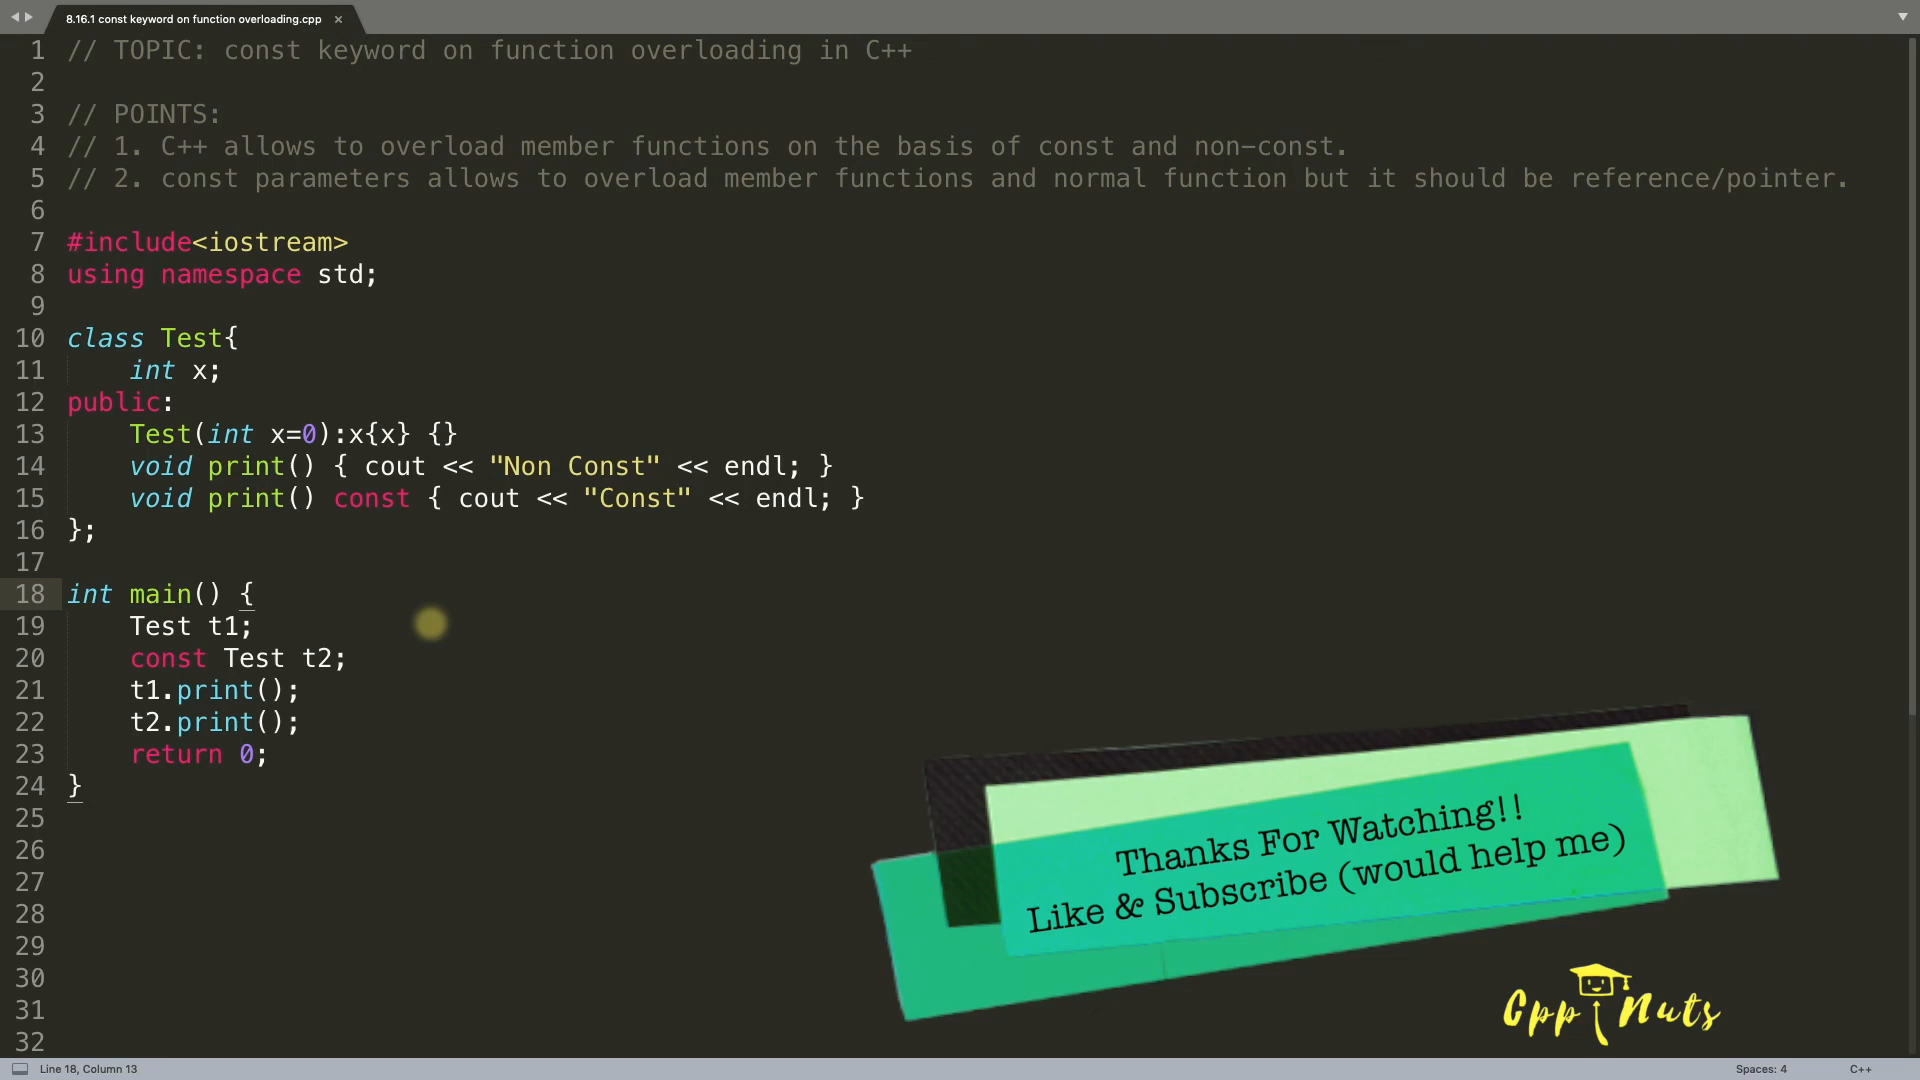 8.16.1 const keyword on function overloading.cpp ×
1 // TOPIC: const keyword on function overloading in C++
2
3 // POINTS:
4 // 1. C++ allows to overload member functions on the basis of const and non-const.
5 // 2. const parameters allows to overload member functions and normal function but it should be reference/pointer.
6
7 #include<iostream>
8 using namespace std;
9
10 class Test{
11     int x;
12 public:
13     Test(int x=0):x{x} {}
14     void print() { cout << "Non Const" << endl; }
15     void print() const { cout << "Const" << endl; }
16 };
17
18 int main() {
19     Test t1;
20     const Test t2;
21     t1.print();
22     t2.print();
23     return 0;
24 }
25
26
27
28
29
30
31
32
Thanks For Watching!!
Like & Subscribe (would help me)
Cpp Nuts
Line 18, Column 13
Spaces: 4
C++